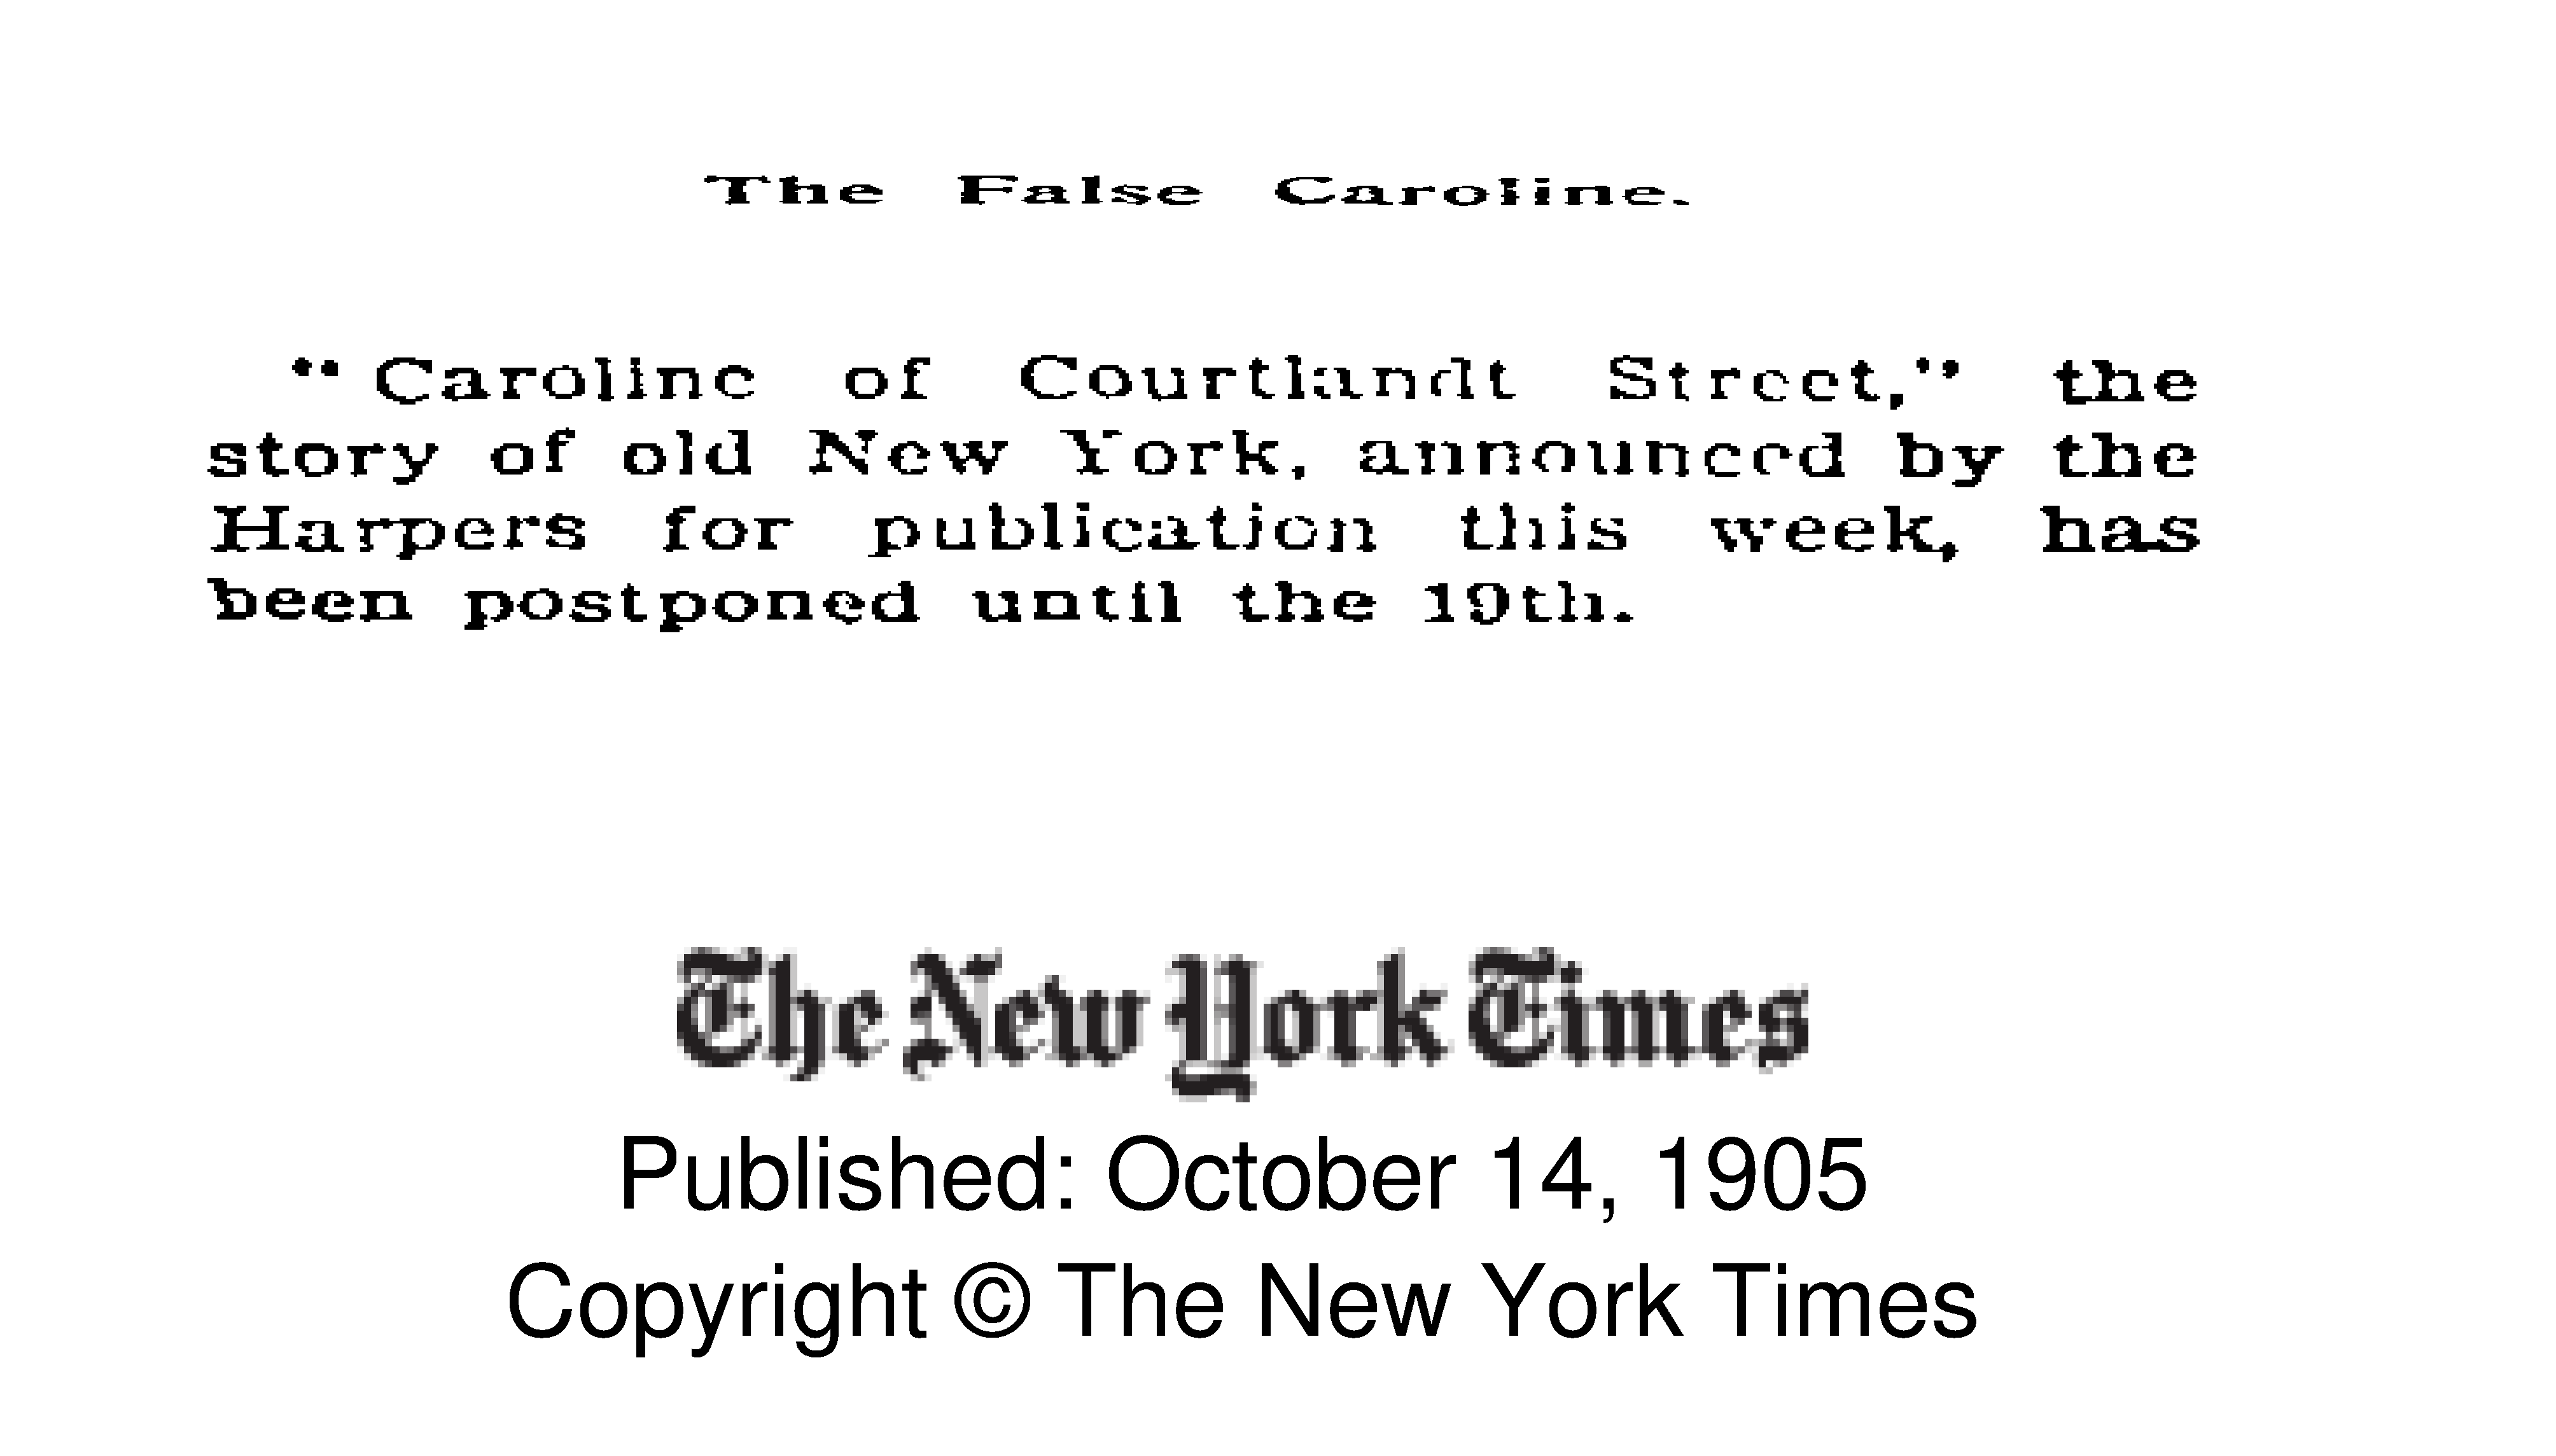 The False Caroline.
"Caroline of Courtlandt Street," the
story of old New York, announced by the
Harpers for publication this week, has
been postponed until the 19th.
The New York Times
Published: October 14, 1905
Copyright © The New York Times